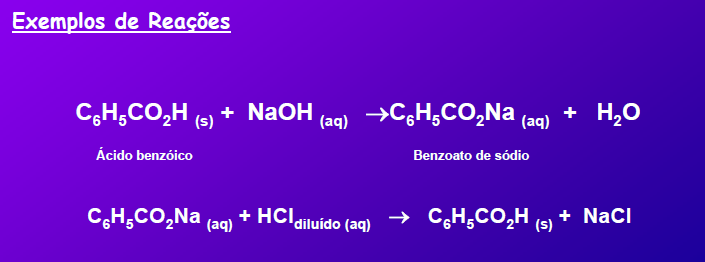 Exemplos de Reações
C6H5CO2H (s) + NaOH (aq) →C6H5CO2Na (aq) + H2O
Ácido benzóico Benzoato de sódio
C6H5CO2Na (aq) + HCldiluído (aq) → C6H5CO2H (s) + NaCl